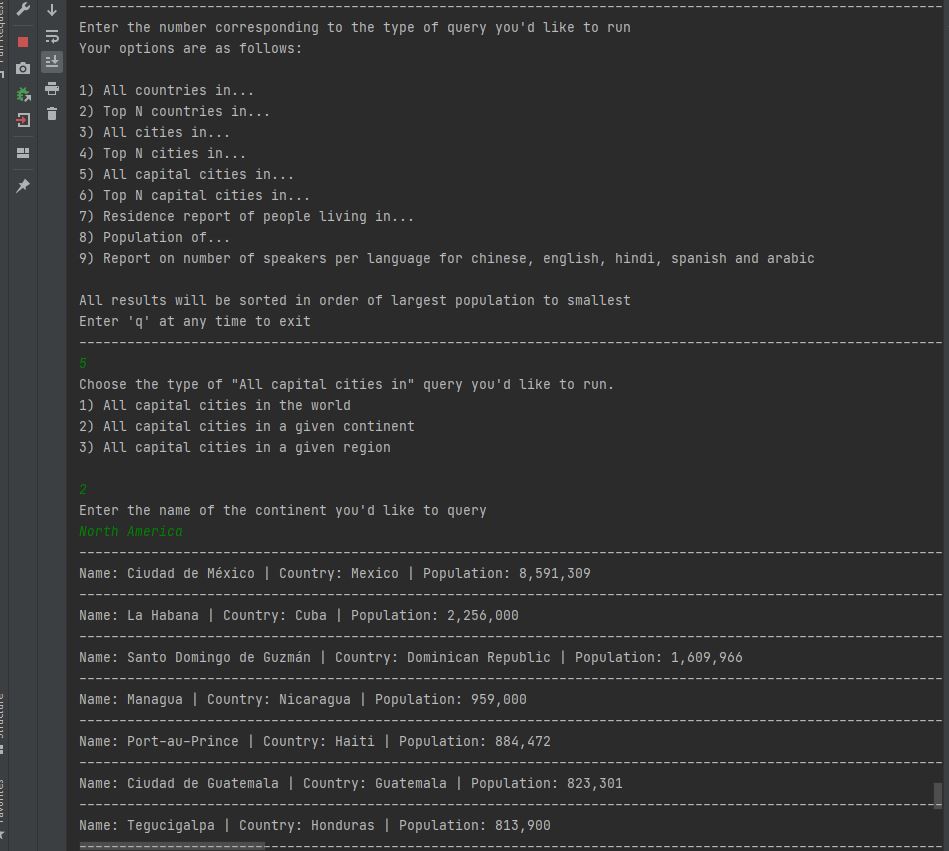 Enter the number corresponding to the type of query you'd like to run
Your options are as follows:
1) All countries in...
2) Top N countries in...
3) All cities in...
4) Top N cities in...
5) All capital cities in...
6) Top N capital cities in...
7) Residence report of people living in...
8) Population of...
9) Report on number of speakers per language for chinese, english, hindi, spanish and arabic
All results will be sorted in order of largest population to smallest
Enter 'q' at any time to exit
5
Choose the type of "All capital cities in" query you'd like to run.
1) All capital cities in the world
2) All capital cities in a given continent
3) All capital cities in a given region
2
Enter the name of the continent you'd like to query
North America
Name: Ciudad de México | Country: Mexico | Population: 8,591,309
Name: La Habana | Country: Cuba | Population: 2,256,000
Name: Santo Domingo de Guzmán | Country: Dominican Republic | Population: 1,609,966
Name: Managua | Country: Nicaragua | Population: 959,000
Name: Port-au-Prince | Country: Haiti | Population: 884,472
Name: Ciudad de Guatemala | Country: Guatemala | Population: 823,301
Name: Tegucigalpa | Country: Honduras | Population: 813,900